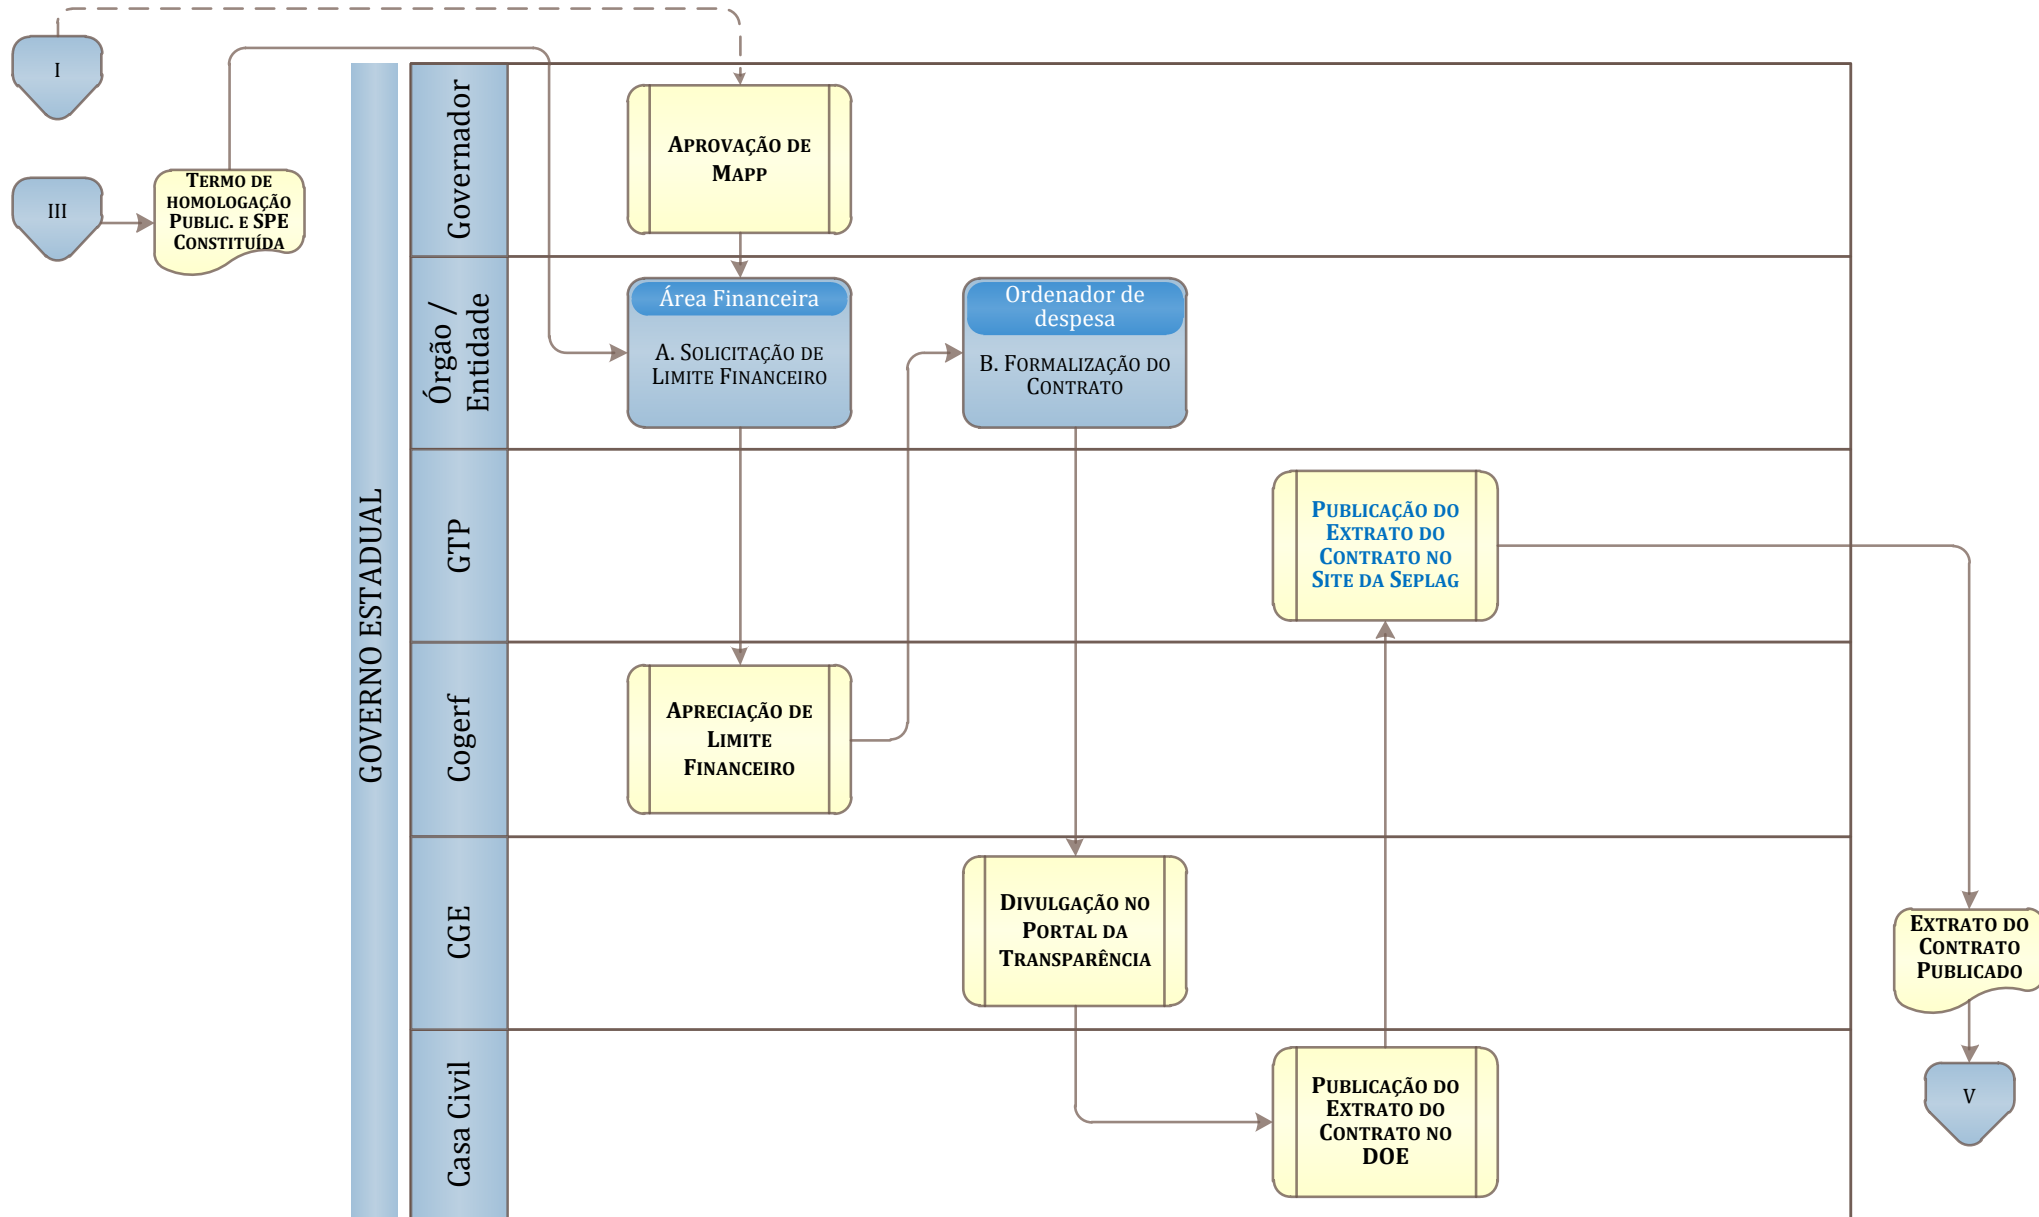 I
III
TERMO DE
HOMOLOGAÇÃO
PUBLIC. E SPE
CONSTITUÍDA
GOVERNO ESTADUAL
Governador
APROVAÇÃO DE
MAPP
Órgão /
Entidade
Área Financeira
A. SOLICITAÇÃO DE
LIMITE FINANCEIRO
Ordenador de
despesa
B. FORMALIZAÇÃO DO
CONTRATO
GTP
PUBLICAÇÃO DO
EXTRATO DO
CONTRATO NO
SITE DA SEPLAG
Cogerf
APRECIAÇÃO DE
LIMITE
FINANCEIRO
CGE
DIVULGAÇÃO NO
PORTAL DA
TRANSPARÊNCIA
EXTRATO DO
CONTRATO
PUBLICADO
Casa Civil
PUBLICAÇÃO DO
EXTRATO DO
CONTRATO NO
DOE
V